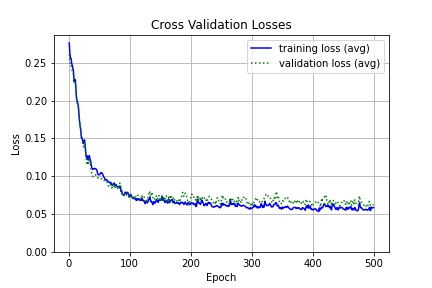 Cross Validation Losses
training loss (avg)
validation loss (avg)
Loss
0.25
0.20
0.15
0.10
0.05
0.00
0
100
200
300
400
500
Epoch